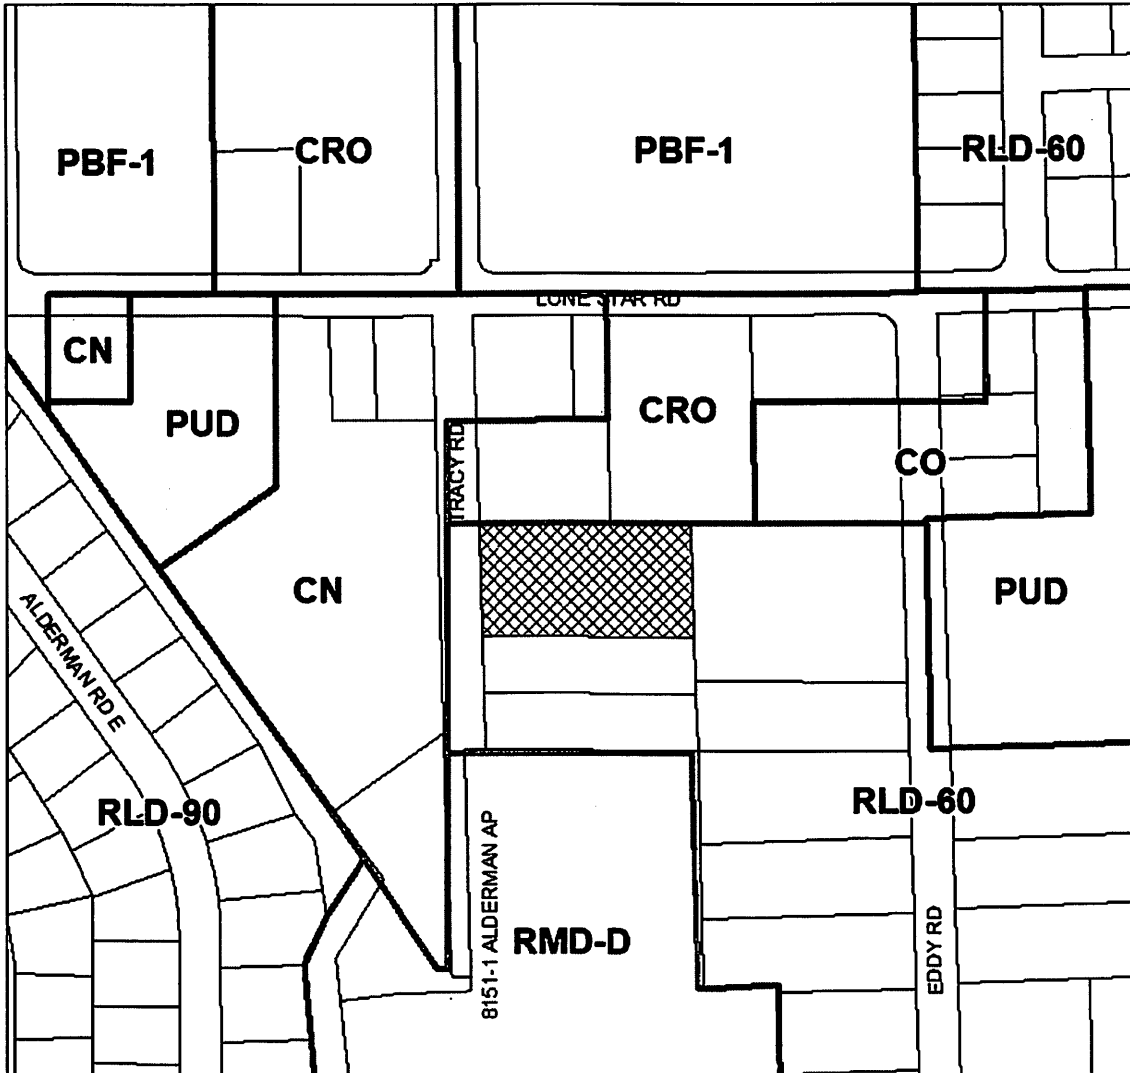 PBF-1
CRO
PBF-1
RLD-60
LONE STAR RD
CN
PUD
CRO
TRACY RD
CO
CN
PUD
ALDERMAN RD E
RLD-90
RLD-60
8151-1 ALDERMAN AP
RMD-D
EDDY RD